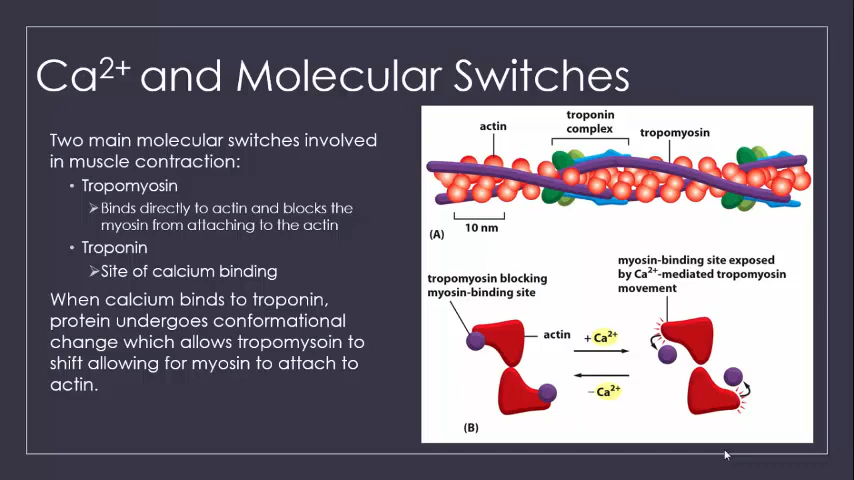 Ca²⁺ and Molecular Switches
Two main molecular switches involved
in muscle contraction:
• Tropomyosin
➢Binds directly to actin and blocks the
myosin from attaching to the actin
• Troponin
➢Site of calcium binding
When calcium binds to troponin,
protein undergoes conformational
change which allows tropomysoin to
shift allowing for myosin to attach to
actin.
actin
troponin
complex
tropomyosin
10 nm
(A)
tropomyosin blocking
myosin-binding site
myosin-binding site exposed
by Ca²⁺-mediated tropomyosin
movement
actin
+ Ca²⁺
– Ca²⁺
(B)